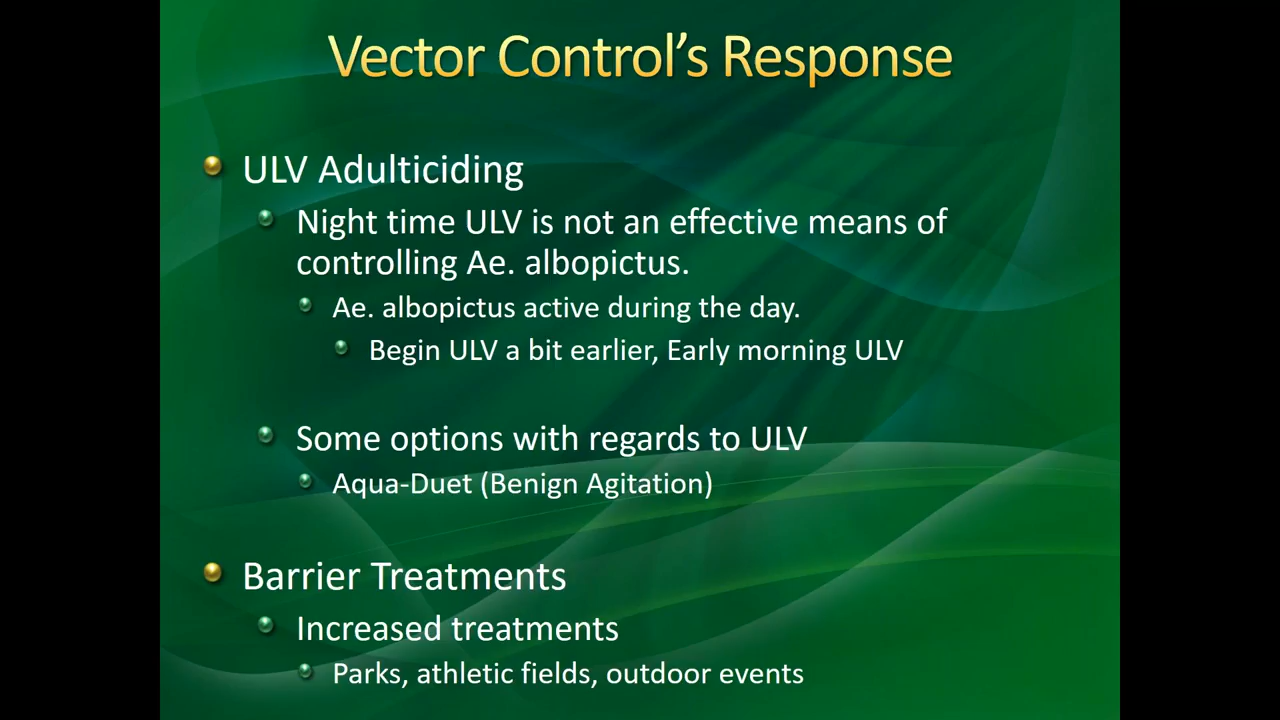 Vector Control's Response
ULV Adulticiding
Night time ULV is not an effective means of
controlling Ae. albopictus.
Ae. albopictus active during the day.
Begin ULV a bit earlier, Early morning ULV
Some options with regards to ULV
Aqua-Duet (Benign Agitation)
Barrier Treatments
Increased treatments
Parks, athletic fields, outdoor events